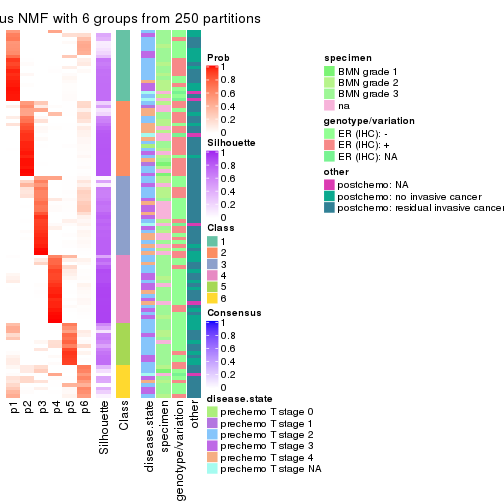 us NMF with 6 groups from 250 partitions
Prob
1
0.8
0.6
0.4
0.2
0
Silhouette
1
0.8
0.6
0.4
0.2
0
Class
1
2
3
4
5
6
Consensus
1
0.8
0.6
0.4
0.2
0
disease.state
prechemo T stage 0
prechemo T stage 1
prechemo T stage 2
prechemo T stage 3
prechemo T stage 4
prechemo T stage NA
specimen
BMN grade 1
BMN grade 2
BMN grade 3
na
genotype/variation
ER (IHC): -
ER (IHC): +
ER (IHC): NA
other
postchemo: NA
postchemo: no invasive cancer
postchemo: residual invasive cancer
p1
p2
p3
p4
p5
p6
Silhouette
Class
disease.state
specimen
genotype/variation
other